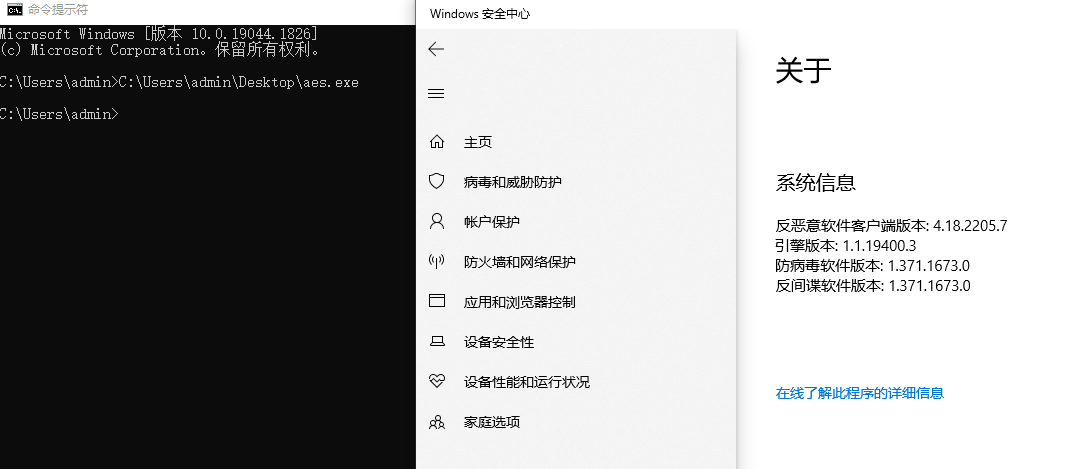 命令提示符
Microsoft Windows [版本 10.0.19044.1826]
(c) Microsoft Corporation。保留所有权利。
C:\Users\admin>C:\Users\admin\Desktop\aes.exe
C:\Users\admin>
Windows 安全中心
主页
病毒和威胁防护
帐户保护
防火墙和网络保护
应用和浏览器控制
设备安全性
设备性能和运行状况
家庭选项
关于
系统信息
反恶意软件客户端版本: 4.18.2205.7
引擎版本: 1.1.19400.3
防病毒软件版本: 1.371.1673.0
反间谍软件版本: 1.371.1673.0
在线了解此程序的详细信息